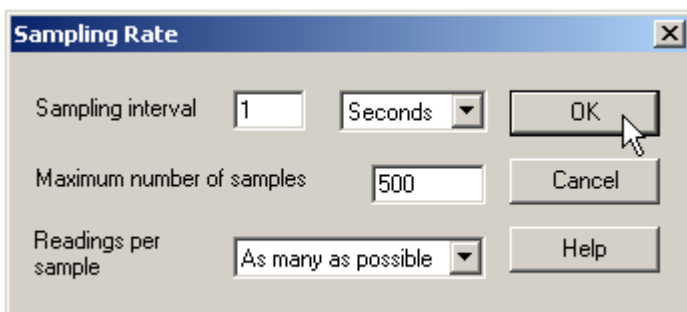 Sampling Rate
Sampling interval 1 Seconds OK
Maximum number of samples 500 Cancel
Readings per
sample As many as possible Help